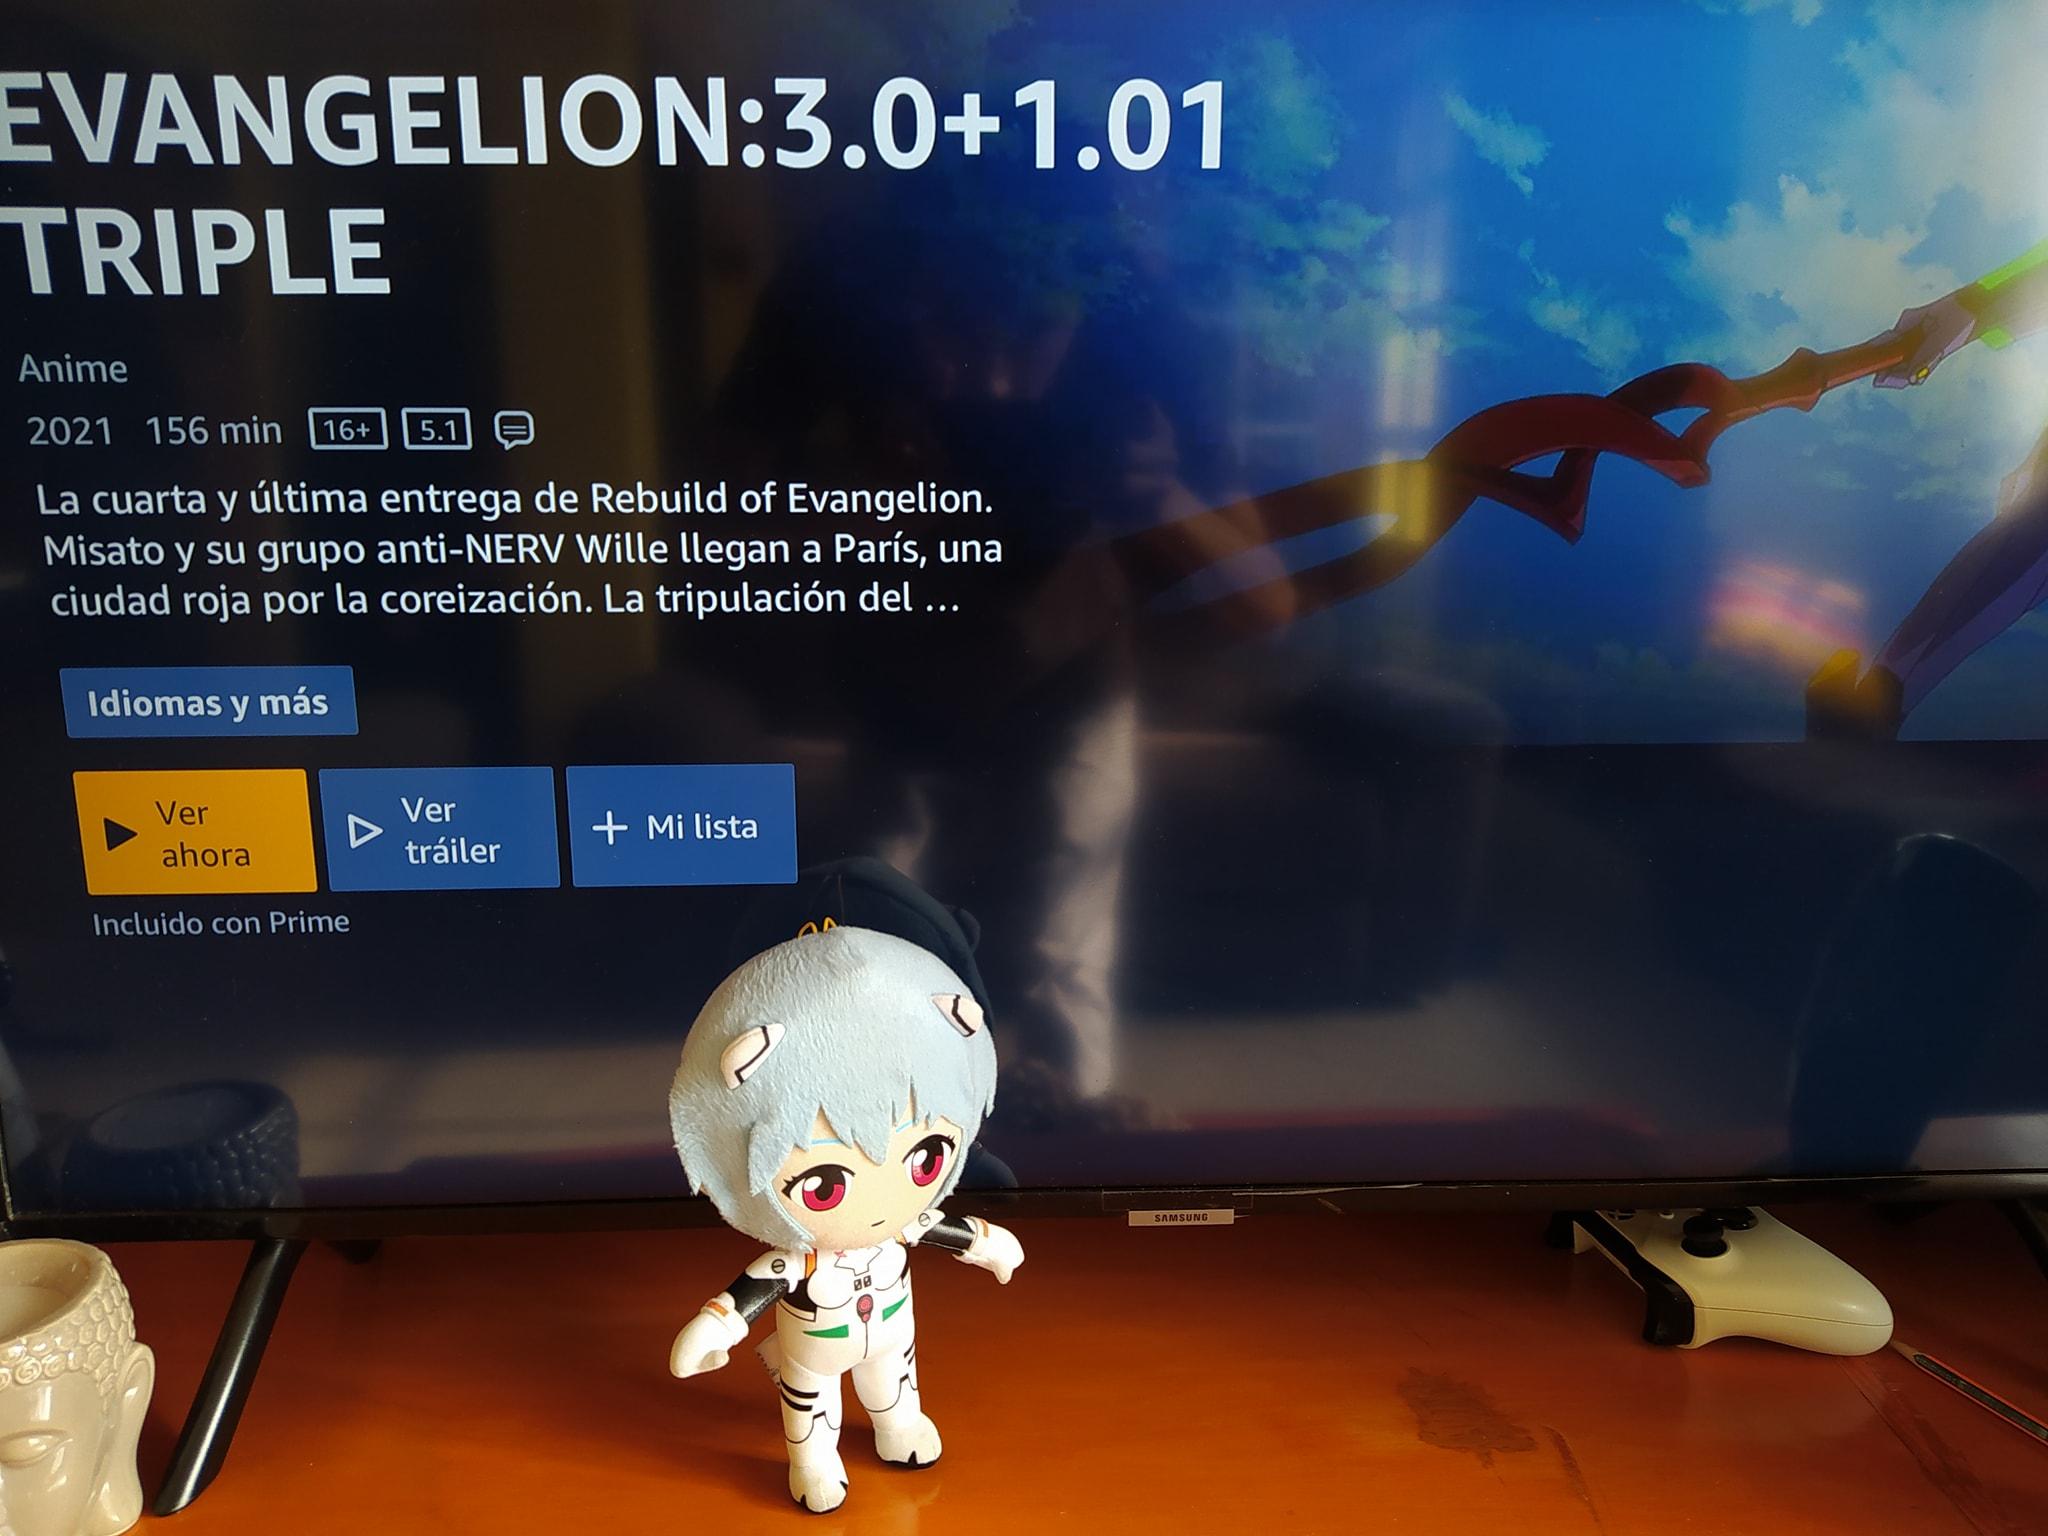 EVANGELION:3.0+1.01
TRIPLE
Anime
2021 156 min 16+ 5.1
La cuarta y última entrega de Rebuild of Evangelion.
Misato y su grupo anti-NERV Wille llegan a París, una
ciudad roja por la coreización. La tripulación del ...
Idiomas y más
Ver ahora
Ver tráiler
+ Mi lista
Incluido con Prime
SAMSUNG
00